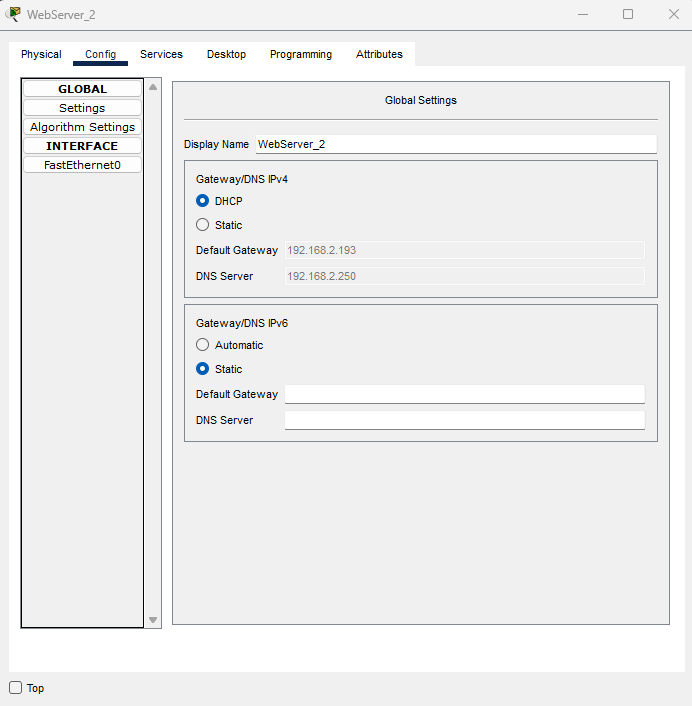 WebServer_2
Physical Config Services Desktop Programming Attributes
GLOBAL
Settings
Algorithm Settings
INTERFACE
FastEthernet0
Global Settings
Display Name WebServer_2
Gateway/DNS IPv4
DHCP
Static
Default Gateway 192.168.2.193
DNS Server 192.168.2.250
Gateway/DNS IPv6
Automatic
Static
Default Gateway
DNS Server
Top